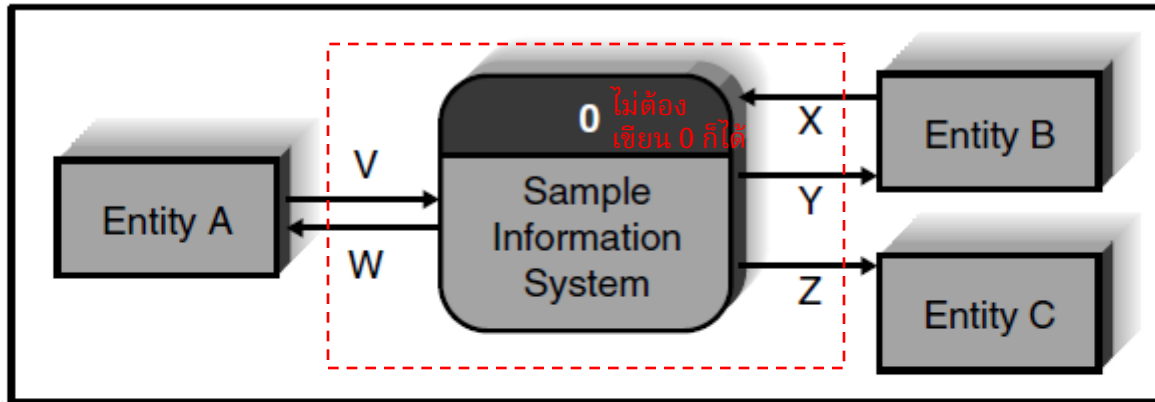 0
ไม่ต้อง
เขียน 0 ก็ได้
X
Entity B
V
Sample
Y
Entity A
Information
W
System
Z
Entity C